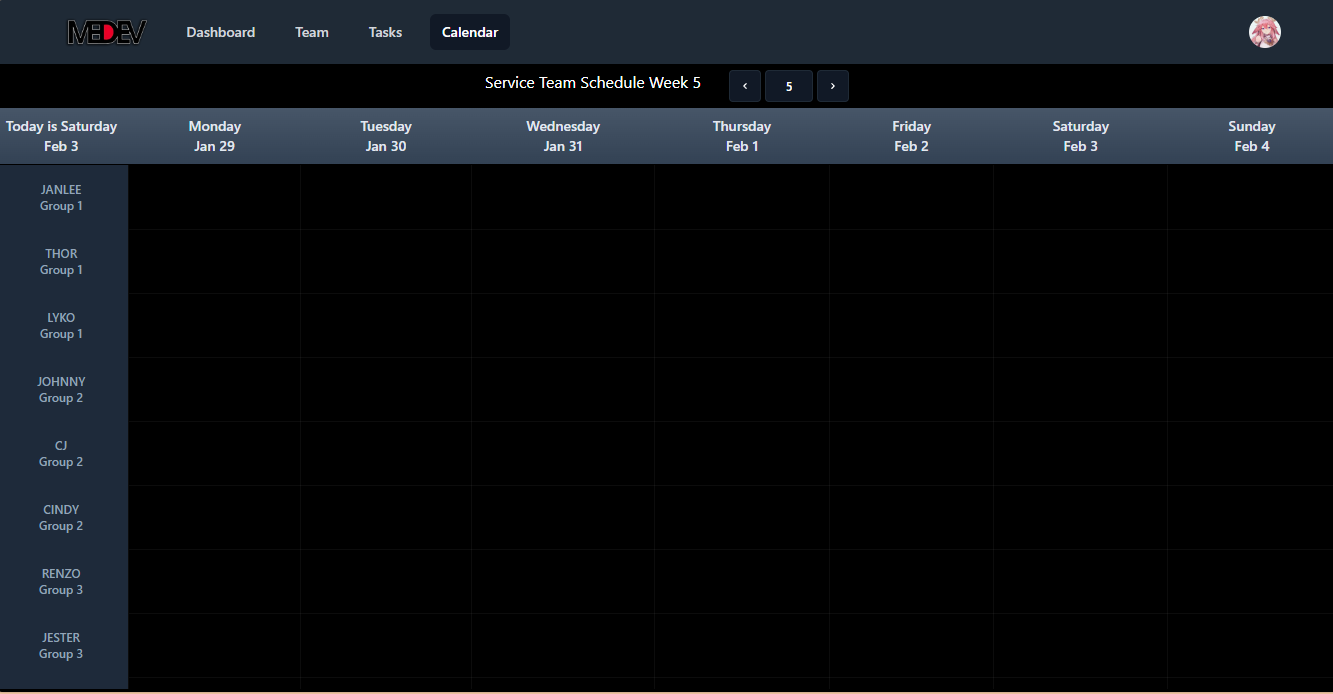 MEDEV Dashboard Team Tasks Calendar
Service Team Schedule Week 5 ‹ 5 ›
Today is Saturday Monday Tuesday Wednesday Thursday Friday Saturday Sunday
Feb 3 Jan 29 Jan 30 Jan 31 Feb 1 Feb 2 Feb 3 Feb 4
JANLEE
Group 1
THOR
Group 1
LYKO
Group 1
JOHNNY
Group 2
CJ
Group 2
CINDY
Group 2
RENZO
Group 3
JESTER
Group 3